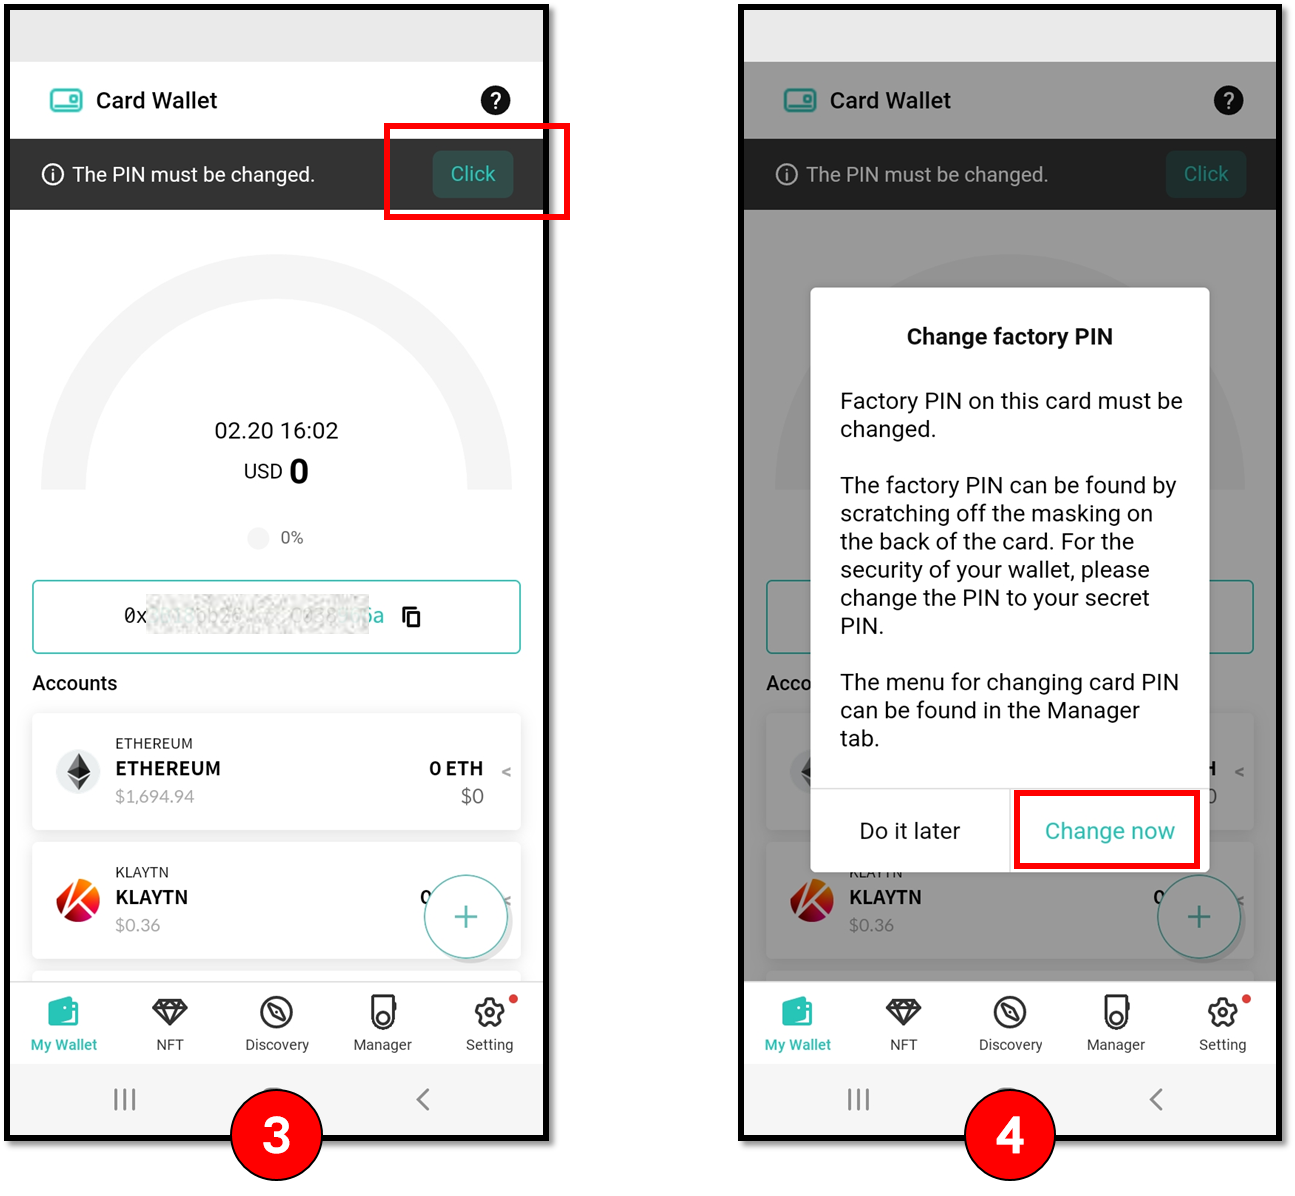 Card Wallet
?
The PIN must be changed.
Click
02.20 16:02
USD 0
0%
0x
6a
Accounts
ETHEREUM
ETHEREUM
$1,694.94
0 ETH
$0
<
KLAYTN
KLAYTN
$0.36
0
<
+
My Wallet
NFT
Discovery
Manager
Setting
3
Card Wallet
?
The PIN must be changed.
Click
Change factory PIN
Factory PIN on this card must be
changed.
The factory PIN can be found by
scratching off the masking on
the back of the card. For the
security of your wallet, please
change the PIN to your secret
PIN.
The menu for changing card PIN
can be found in the Manager
tab.
Do it later
Change now
Acco
H
<
KLAYTN
KLAYTN
$0.36
0
<
+
My Wallet
NFT
Discovery
Manager
Setting
4